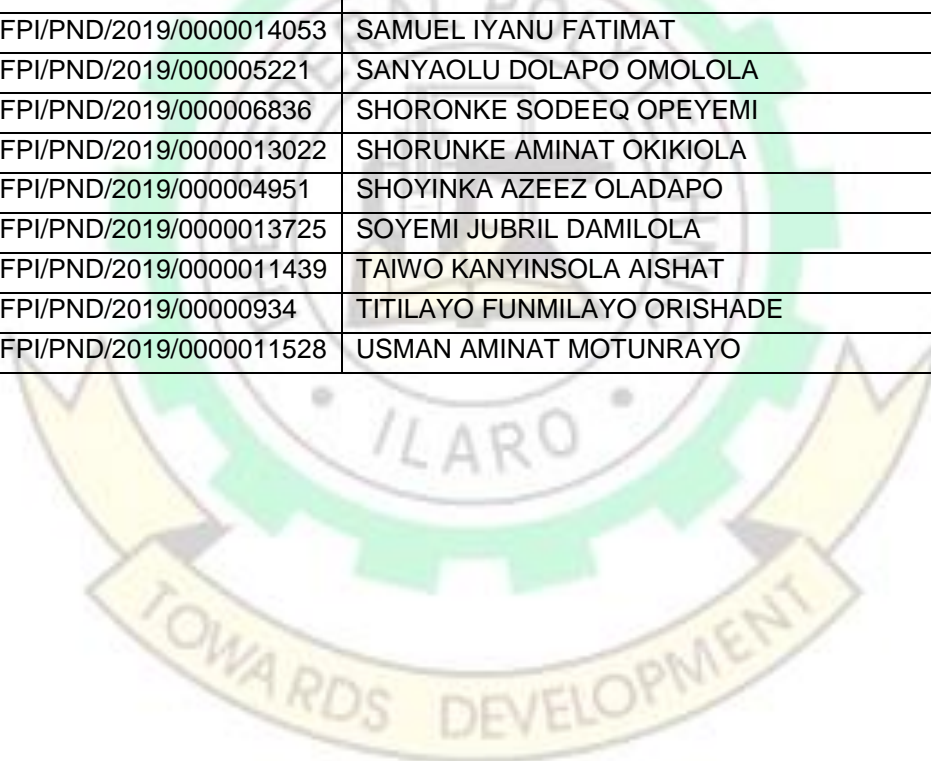 FPI/PND/2019/0000014053 SAMUEL IYANU FATIMAT
FPI/PND/2019/000005221 SANYAOLU DOLAPO OMOLOLA
FPI/PND/2019/000006836 SHORONKE SODEEQ OPEYEMI
FPI/PND/2019/0000013022 SHORUNKE AMINAT OKIKIOLA
FPI/PND/2019/000004951 SHOYINKA AZEEZ OLADAPO
FPI/PND/2019/0000013725 SOYEMI JUBRIL DAMILOLA
FPI/PND/2019/0000011439 TAIWO KANYINSOLA AISHAT
FPI/PND/2019/00000934 TITILAYO FUNMILAYO ORISHADE
FPI/PND/2019/0000011528 USMAN AMINAT MOTUNRAYO
ILARO
TOWARDS DEVELOPMENT